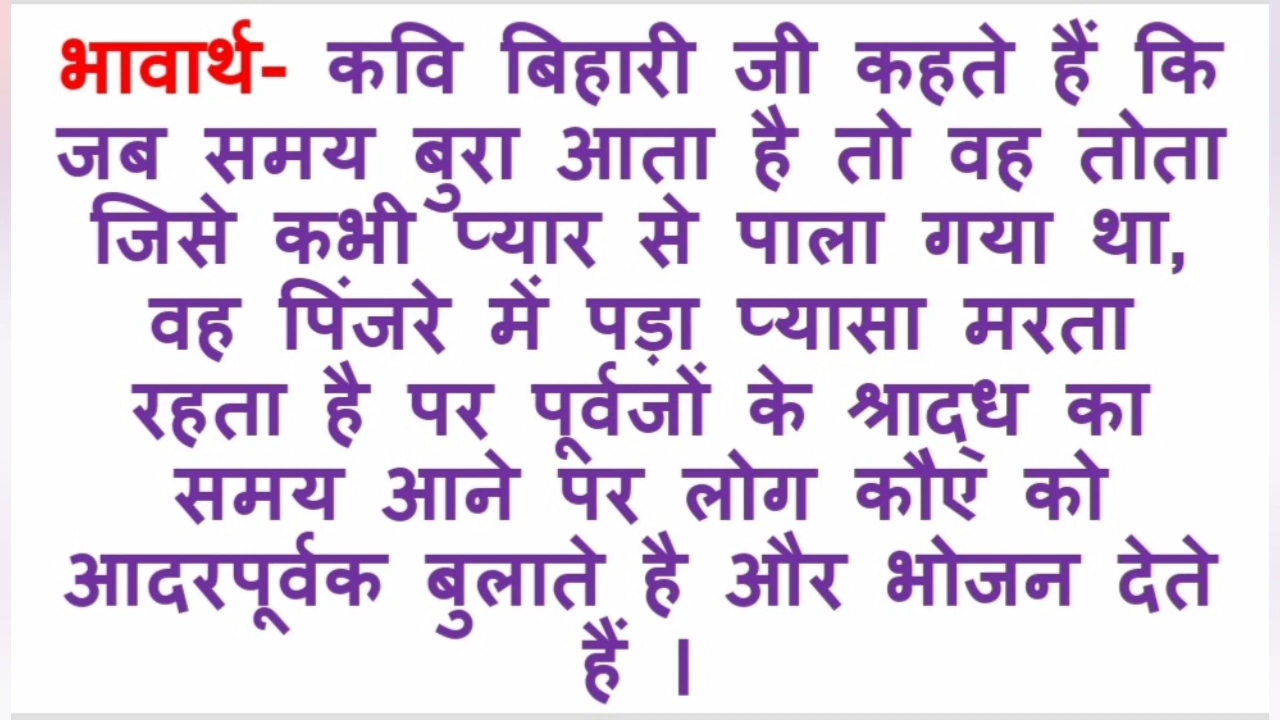 भावार्थ- कवि बिहारी जी कहते हैं कि
जब समय बुरा आता है तो वह तोता
जिसे कभी प्यार से पाला गया था,
वह पिंजरे में पड़ा प्यासा मरता
रहता है पर पूर्वजों के श्राद्ध का
समय आने पर लोग कौए को
आदरपूर्वक बुलाते है और भोजन देते
हैं ।